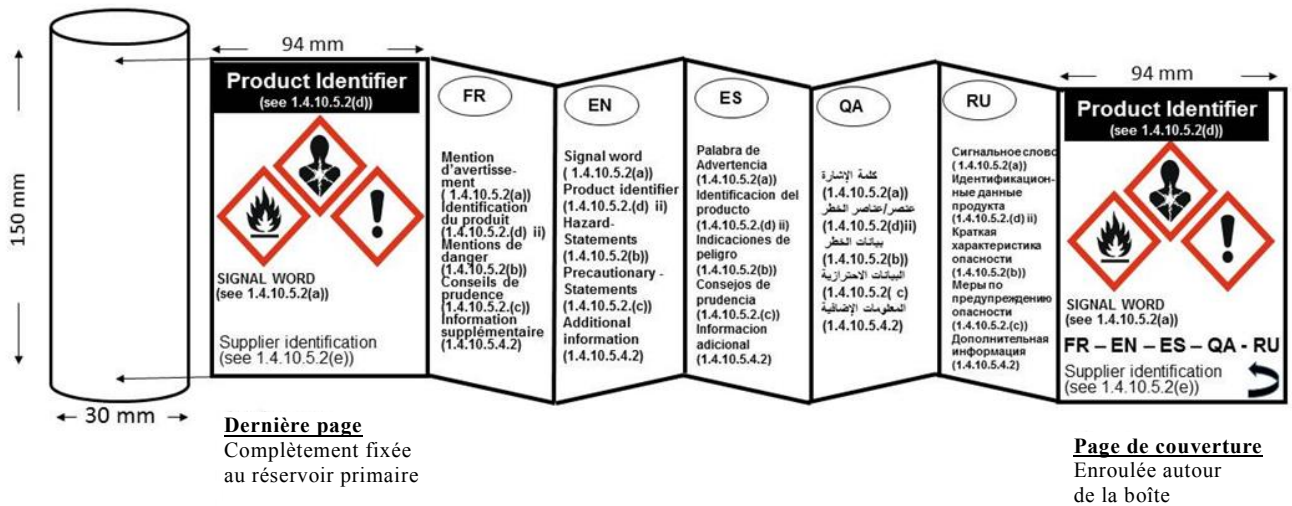 150 mm
30 mm
94 mm
Product Identifier
(see 1.4.10.5.2(d))
SIGNAL WORD
(see 1.4.10.5.2(a))
Supplier identification
(see 1.4.10.5.2(e))
Dernière page
Complètement fixée
au réservoir primaire
FR
Mention
d'avertisse-
ment
( 1.4.10.5.2(a))
Identification
du produit
(1.4.10.5.2.(d) ii)
Mentions de
danger
(1.4.10.5.2(b))
Conseils de
prudence
(1.4.10.5.2.(c))
Information
supplémentaire
(1.4.10.5.4.2)
EN
Signal word
( 1.4.10.5.2(a))
Product identifier
(1.4.10.5.2.(d) ii)
Hazard-
Statements
(1.4.10.5.2(b))
Precautionary -
Statements
(1.4.10.5.2.(c))
Additional
information
(1.4.10.5.4.2)
ES
Palabra de
Advertencia
(1.4.10.5.2(a))
Identificacion del
producto
(1.4.10.5.2.(d) ii)
Indicaciones de
peligro
(1.4.10.5.2(b))
Consejos de
prudencia
(1.4.10.5.2.(c))
Informacion
adicional
(1.4.10.5.4.2)
QA
كلمة الإشارة
(1.4.10.5.2(a))
عنصر/عناصر الخطر
(1.4.10.5.2(d)ii)
بيانات الخطر
(1.4.10.5.2(b))
البيانات الاحترازية
(1.4.10.5.2( c)
المعلومات الإضافية
(1.4.10.5.4.2)
RU
Сигнальное слово
( 1.4.10.5.2(a))
Идентификацион-
ные данные
продукта
(1.4.10.5.2.(d) ii)
Краткая
характеристика
опасности
(1.4.10.5.2(b))
Меры по
предупреждению
опасности
(1.4.10.5.2.(c))
Дополнительная
информация
(1.4.10.5.4.2)
94 mm
Product Identifier
(see 1.4.10.5.2(d))
SIGNAL WORD
(see 1.4.10.5.2(a))
FR – EN – ES – QA - RU
Supplier identification
(see 1.4.10.5.2(e))
Page de couverture
Enroulée autour
de la boîte